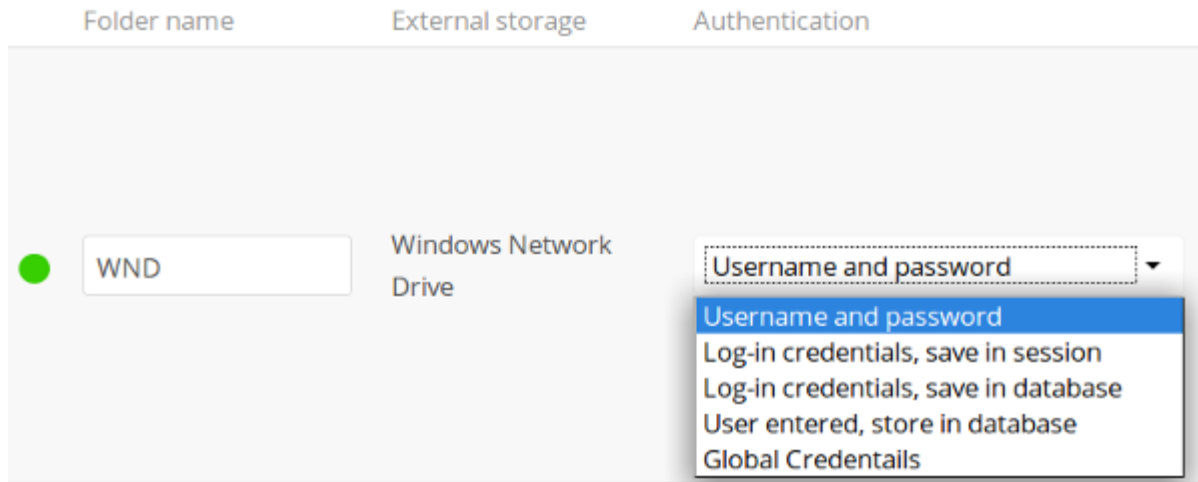 Folder name External storage Authentication
WND
Windows Network
Drive
Username and password
Username and password
Log-in credentials, save in session
Log-in credentials, save in database
User entered, store in database
Global Credentails